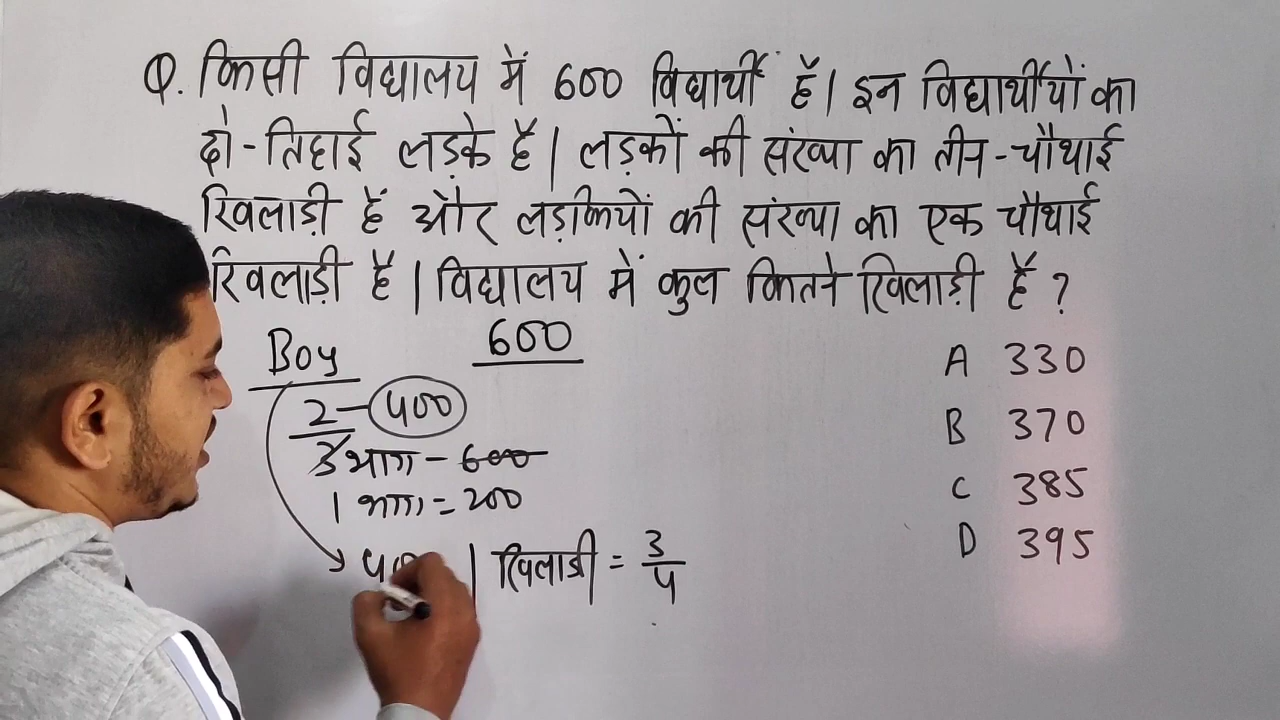 Q. किसी विद्यालय में 600 विद्यार्थी हैं। इन विद्यार्थीयों का
दो-तिहाई लड़के हैं। लड़कों की संख्या का तीन-चौथाई
खिलाड़ी हैं और लड़कियों की संख्या का एक चौथाई
खिलाड़ी हैं। विद्यालय में कुल कितने खिलाड़ी हैं ?
Boy
600
2 - 400
3 भाग - 600
1 भाग = 200
खिलाडी = 3/4
A 330
B 370
C 385
D 395